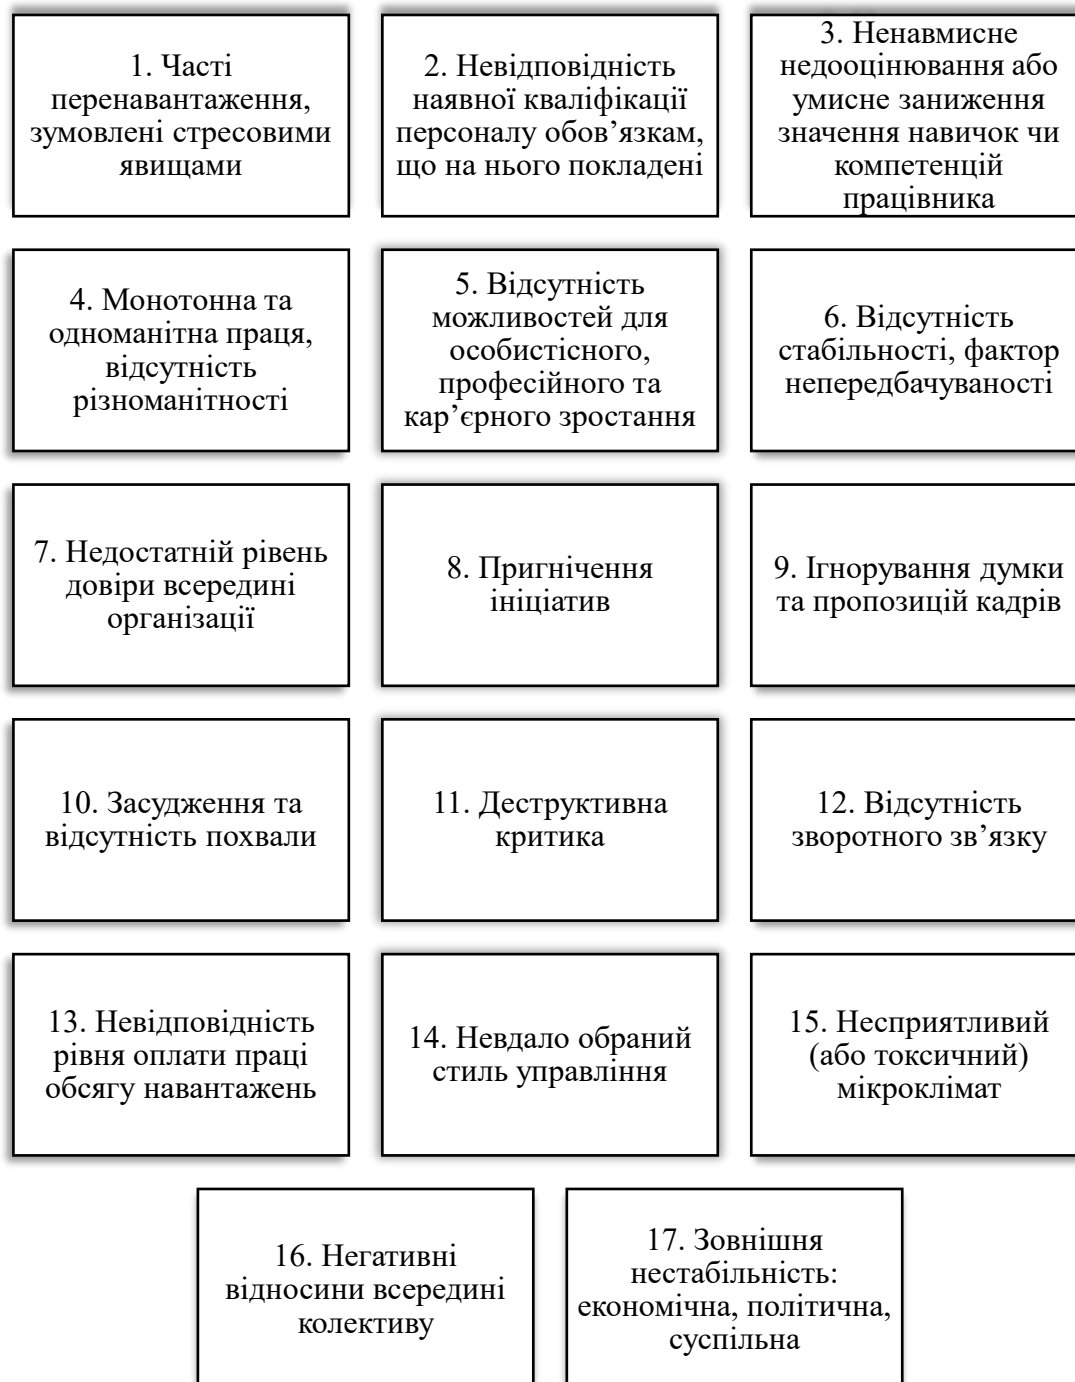 1. Часті
перенавантаження,
зумовлені стресовими
явищами
2. Невідповідність
наявної кваліфікації
персоналу обов’язкам,
що на нього покладені
3. Ненавмисне
недооцінювання або
умисне заниження
значення навичок чи
компетенцій
працівника
4. Монотонна та
одноманітна праця,
відсутність
різноманітності
5. Відсутність
можливостей для
особистісного,
професійного та
кар’єрного зростання
6. Відсутність
стабільності, фактор
непередбачуваності
7. Недостатній рівень
довіри всередині
організації
8. Пригнічення
ініціатив
9. Ігнорування думки
та пропозицій кадрів
10. Засудження та
відсутність похвали
11. Деструктивна
критика
12. Відсутність
зворотного зв’язку
13. Невідповідність
рівня оплати праці
обсягу навантажень
14. Невдало обраний
стиль управління
15. Несприятливий
(або токсичний)
мікроклімат
16. Негативні
відносини всередині
колективу
17. Зовнішня
нестабільність:
економічна, політична,
суспільна